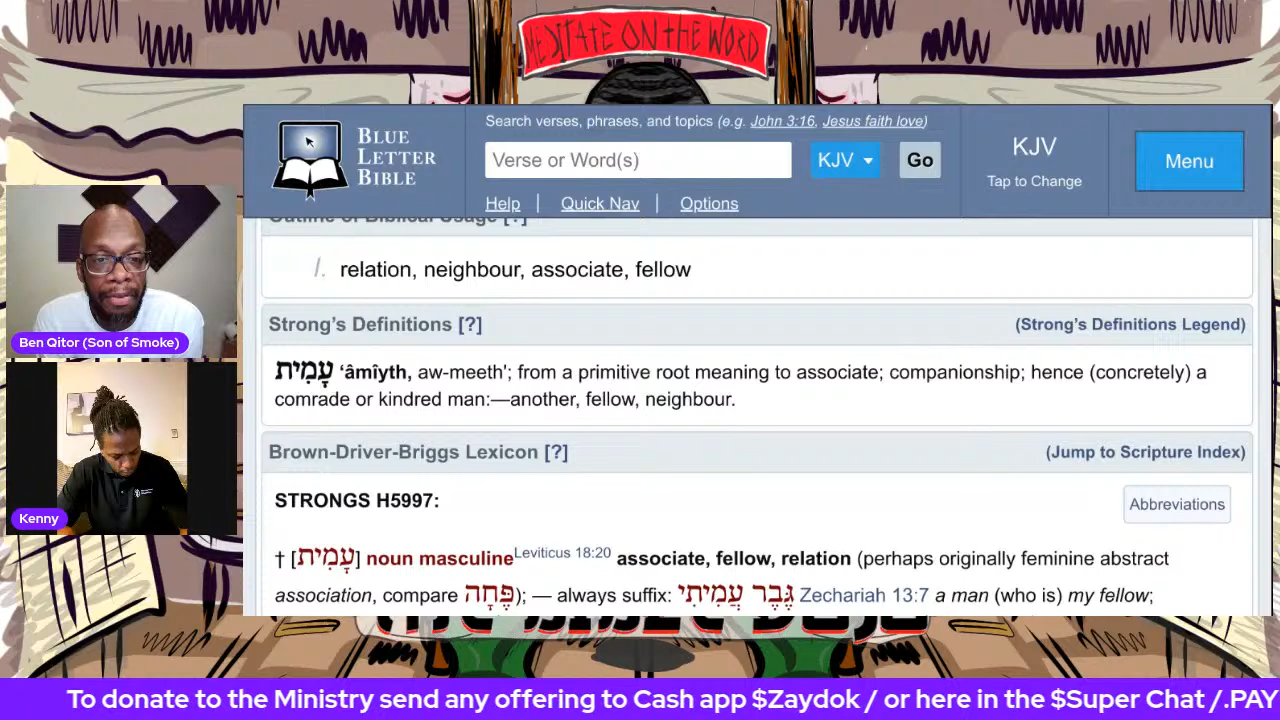 MEDITATE ON THE WORD
BLUE
LETTER
BIBLE
Search verses, phrases, and topics (e.g. John 3:16, Jesus faith love)
Verse or Word(s)
KJV
Go
KJV
Tap to Change
Menu
Help | Quick Nav | Options
Outline of Biblical Usage [?]
I. relation, neighbour, associate, fellow
Strong's Definitions [?]
(Strong's Definitions Legend)
עָמִית ʻâmîyth, aw-meeth'; from a primitive root meaning to associate; companionship; hence (concretely) a
comrade or kindred man:—another, fellow, neighbour.
Brown-Driver-Briggs Lexicon [?]
(Jump to Scripture Index)
STRONGS H5997:
Abbreviations
† [עָמִית] noun masculine Leviticus 18:20 associate, fellow, relation (perhaps originally feminine abstract
association, compare פֶּחָה); — always suffix: גֶּבֶר עֲמִיתִי Zechariah 13:7 a man (who is) my fellow;
Ben Qitor (Son of Smoke)
Kenny
To donate to the Ministry send any offering to Cash app $Zaydok / or here in the $Super Chat /.PAY